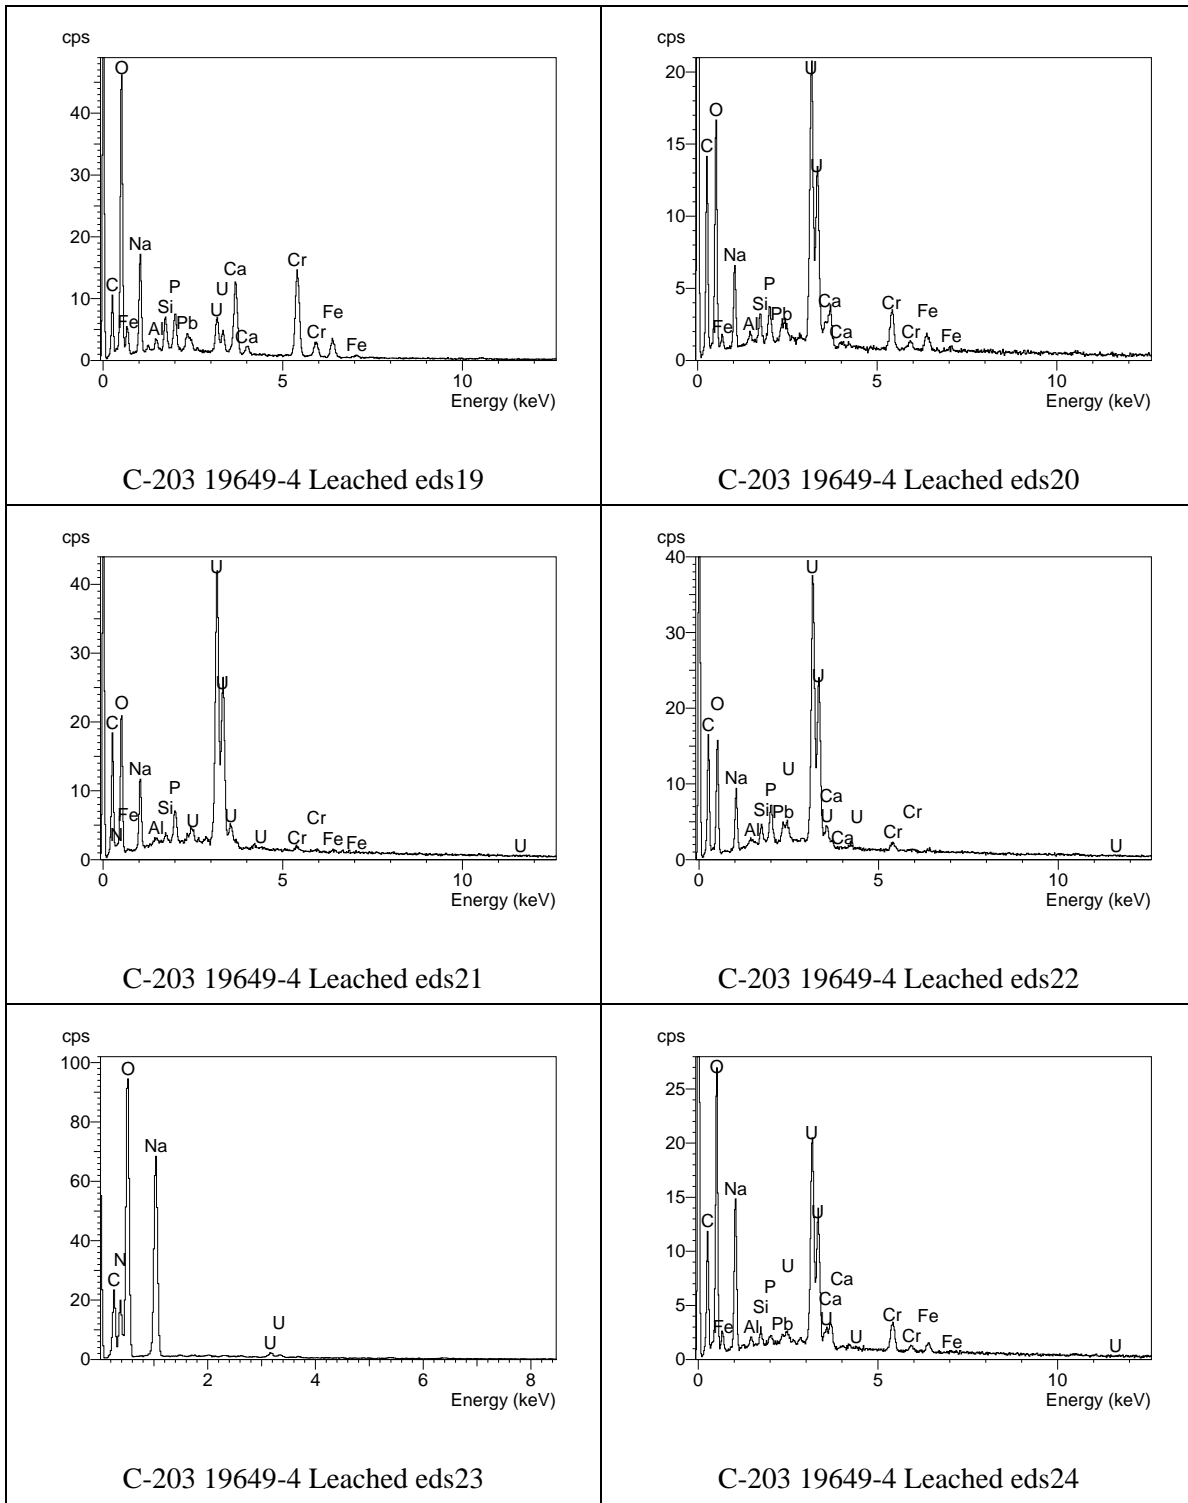 cps
O
40
Na
20
Cr
Ca
P
U
C
10
Si
U
Fe
Fe
Al
Pb
Ca
Cr
Fe
0
0
5
10
Energy (keV)
C-203 19649-4 Leached eds19
cps
20
U
O
15
C
U
10
Na
5
Si
P
Ca
Cr
Fe
Fe
Al
Pb
Ca
Cr
Fe
0
0
5
10
Energy (keV)
C-203 19649-4 Leached eds20
cps
U
40
30
U
O
20
C
Na
10
P
Si
Fe
Al
U
U
Cr
N
U
Cr
Fe
Fe
U
0
0
5
10
Energy (keV)
C-203 19649-4 Leached eds21
cps
40
U
30
U
20
O
C
Na
U
10
P
Si
Pb
Ca
U
U
Cr
Al
Ca
Cr
U
0
0
5
10
Energy (keV)
C-203 19649-4 Leached eds22
cps
100
O
80
Na
60
40
N
C
20
U
U
0
2
4
6
8
Energy (keV)
C-203 19649-4 Leached eds23
cps
O
25
20
U
Na
15
C
U
10
U
P
Ca
5
Si
Ca
Cr
Fe
Fe
Al
Pb
U
U
Cr
Fe
U
0
0
5
10
Energy (keV)
C-203 19649-4 Leached eds24